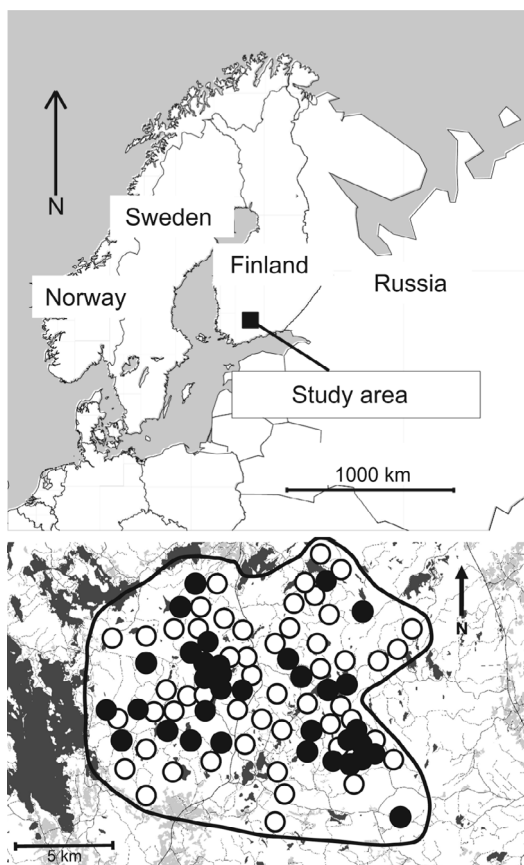 N
Sweden
Finland
Norway
Russia
Study area
1000 km
N
5 km